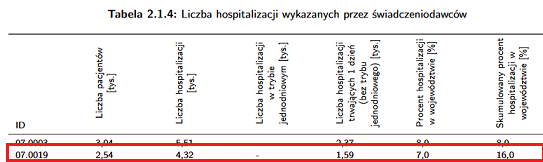 Tabela 2.1.4: Liczba hospitalizacji wykazanych przez świadczeniodawców
ID
Liczba pacjentów
[tys.]
Liczba hospitalizacji
[tys.]
Liczba hospitalizacji
w trybie
jednodniowym [tys.]
Liczba hospitalizacji
trwających 1 dzień
(bez trybu
jednodniowego) [tys.]
Procent hospitalizacji
w województwie [%]
Skumulowany procent
hospitalizacji w
województwie [%]
07.0003 3,04 5,51 2,37 8,9 8,9
07.0019 2,54 4,32 - 1,59 7,0 16,0